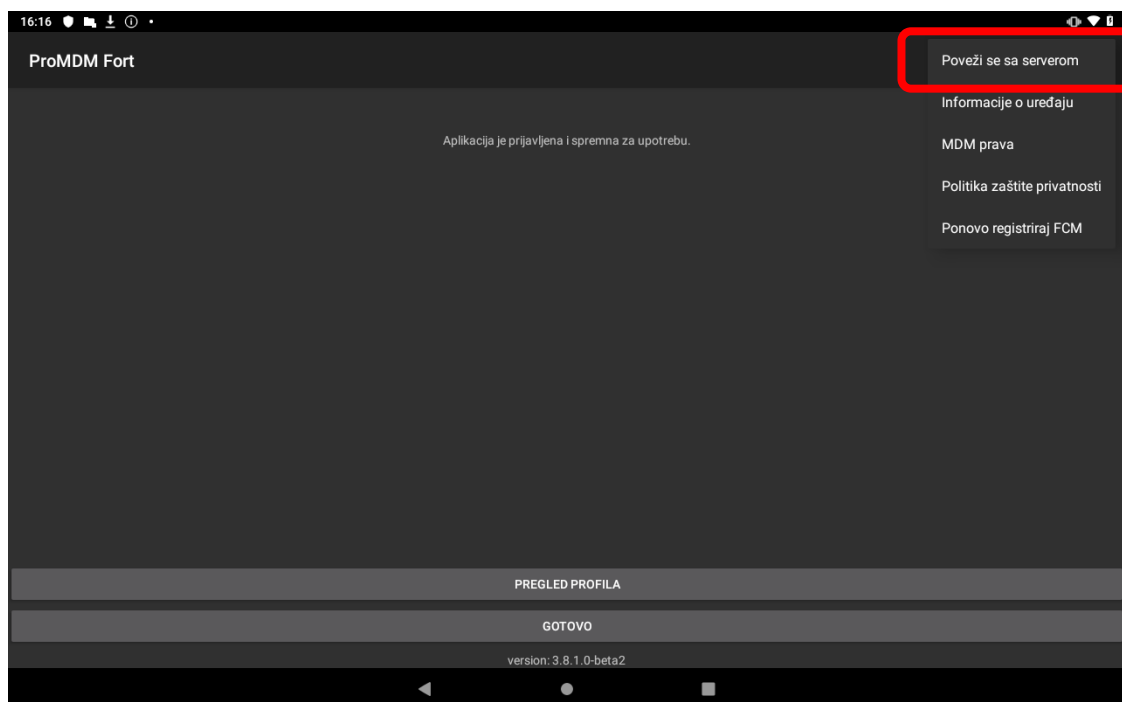 16:16
ProMDM Fort
Poveži se sa serverom
Informacije o uređaju
Aplikacija je prijavljena i spremna za upotrebu.
MDM prava
Politika zaštite privatnosti
Ponovo registriraj FCM
PREGLED PROFILA
GOTOVO
version: 3.8.1.0-beta2